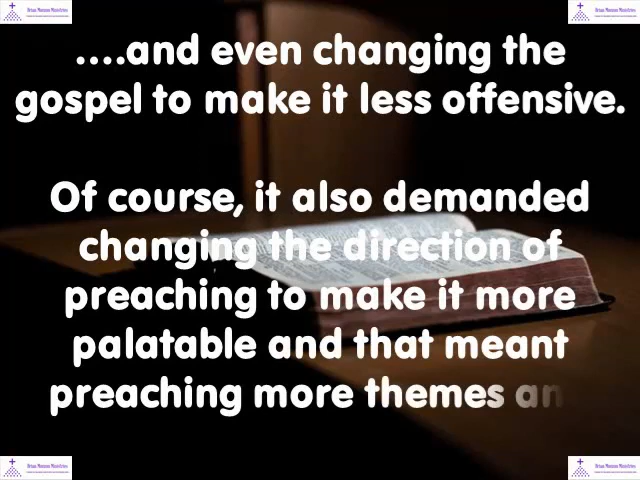 ....and even changing the
gospel to make it less offensive.
Of course, it also demanded
changing the direction of
preaching to make it more
palatable and that meant
preaching more themes an